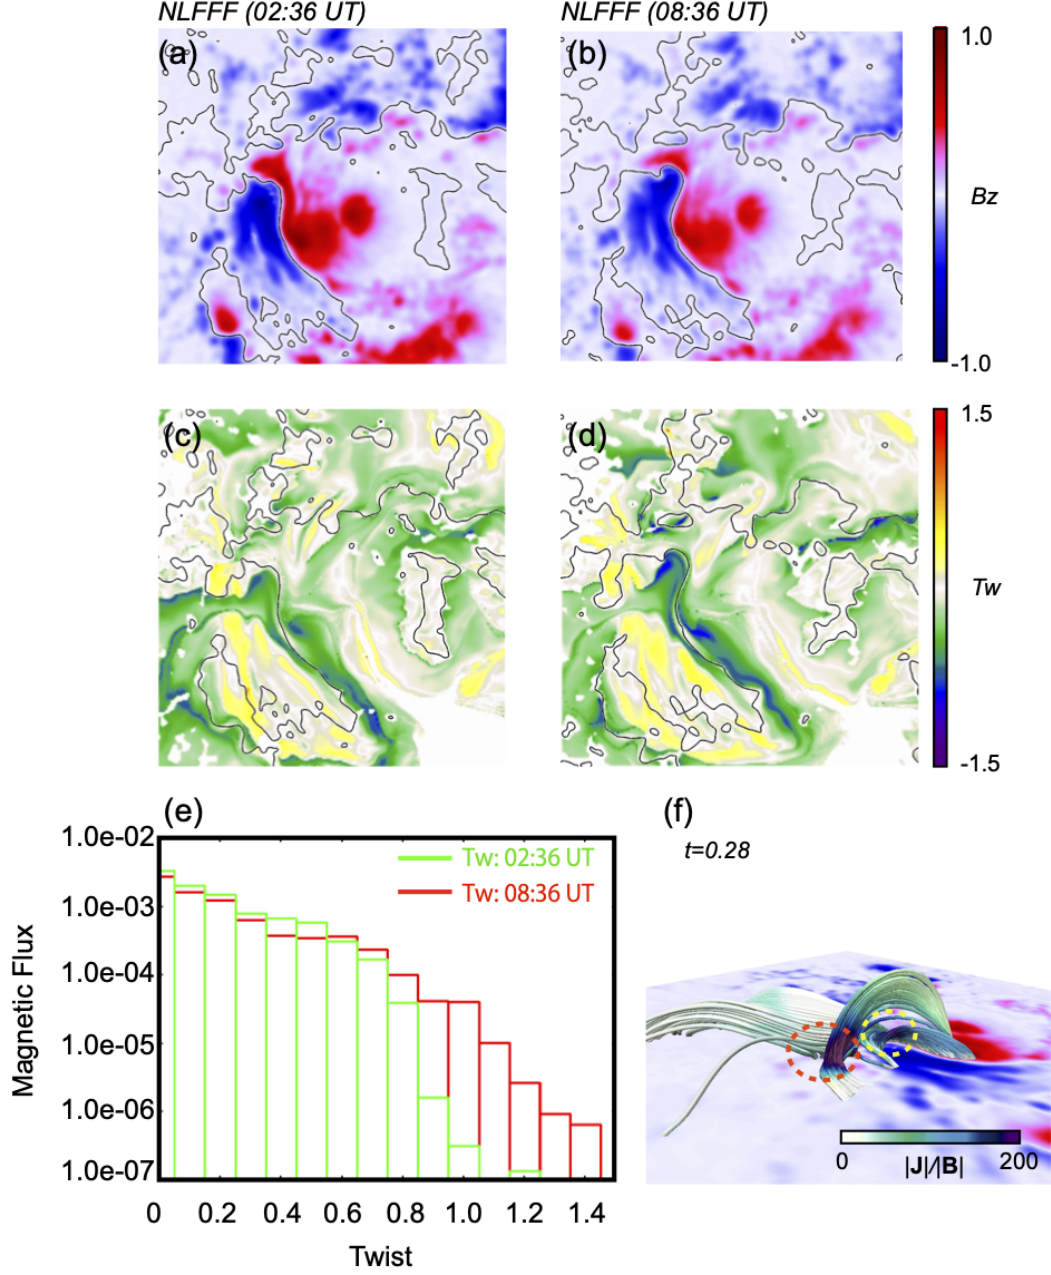 NLFFF (02:36 UT)
NLFFF (08:36 UT)
(a)
(b)
1.0
Bz
-1.0
(c)
(d)
1.5
Tw
-1.5
(e)
(f)
1.0e-02
1.0e-03
1.0e-04
1.0e-05
1.0e-06
1.0e-07
Magnetic Flux
Tw: 02:36 UT
Tw: 08:36 UT
0 0.2 0.4 0.6 0.8 1.0 1.2 1.4
Twist
t=0.28
0 200
|J|/|B|